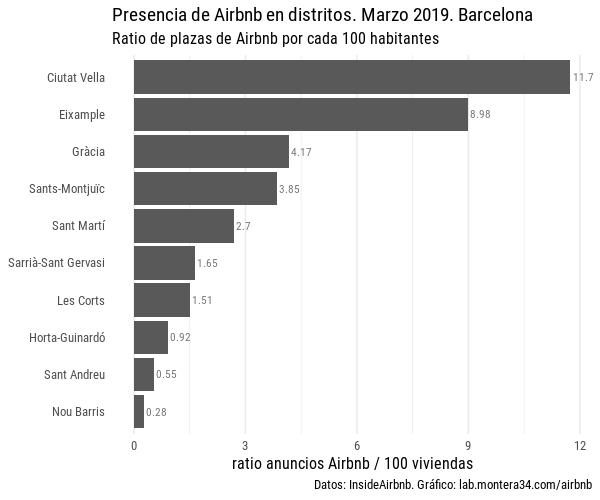 Presencia de Airbnb en distritos. Marzo 2019. Barcelona
Ratio de plazas de Airbnb por cada 100 habitantes
Ciutat Vella 11.7
Eixample 8.98
Gràcia 4.17
Sants-Montjuïc 3.85
Sant Martí 2.7
Sarrià-Sant Gervasi 1.65
Les Corts 1.51
Horta-Guinardó 0.92
Sant Andreu 0.55
Nou Barris 0.28
0 3 6 9 12
ratio anuncios Airbnb / 100 viviendas
Datos: InsideAirbnb. Gráfico: lab.montera34.com/airbnb